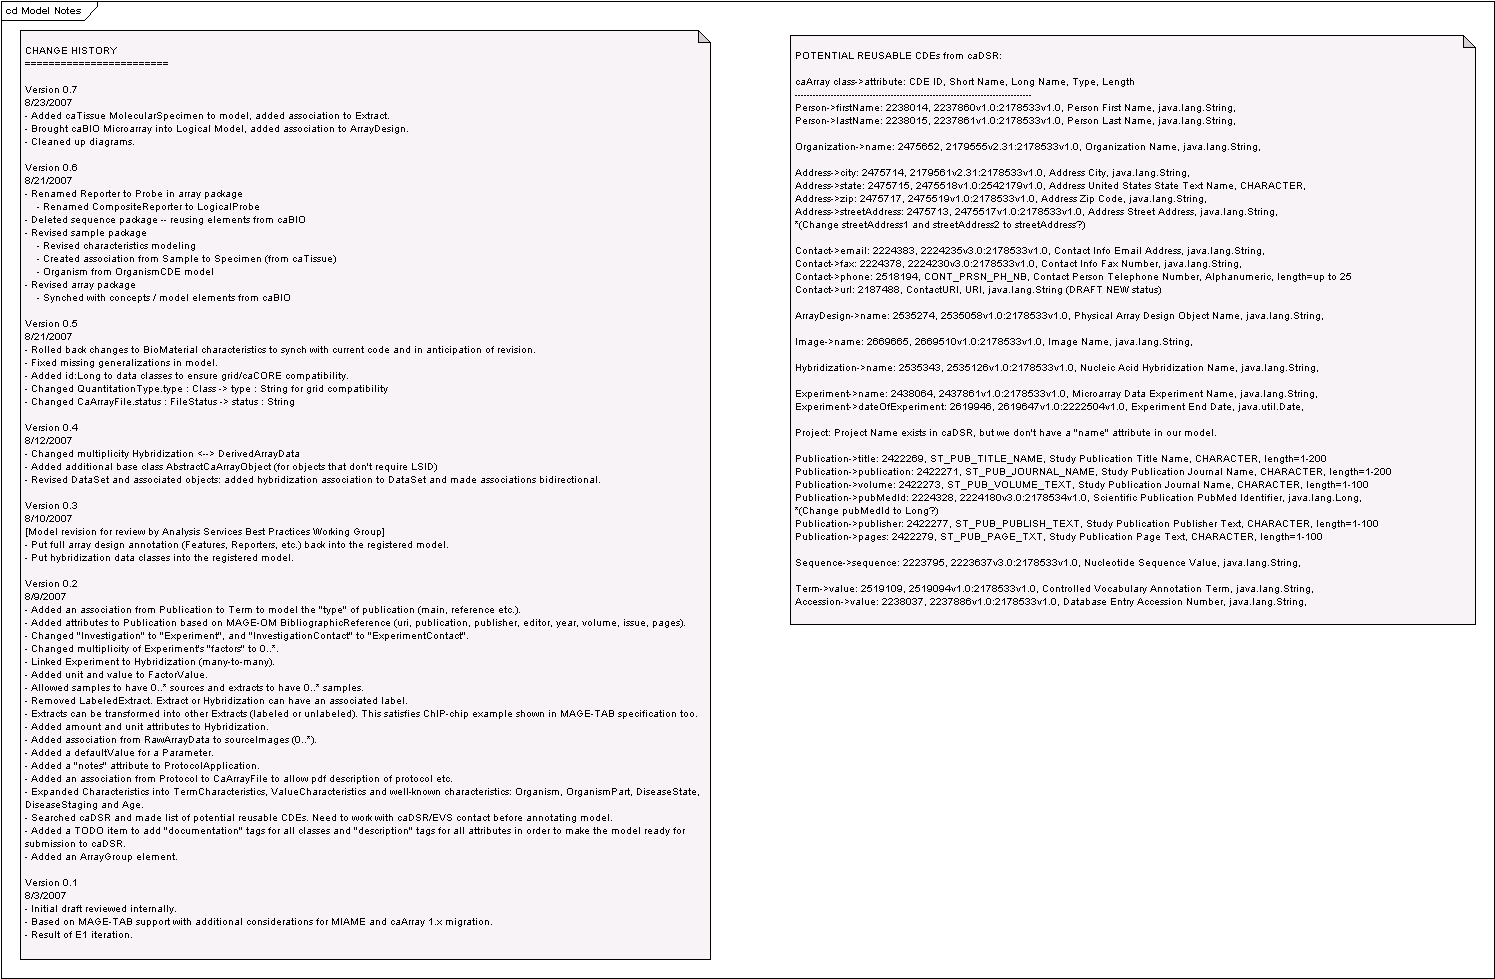 cd Model Notes
CHANGE HISTORY
========================
Version 0.7
8/23/2007
- Added caTissue MolecularSpecimen to model, added association to Extract.
- Brought caBIO Microarray into Logical Model, added association to ArrayDesign.
- Cleaned up diagrams.
Version 0.6
8/21/2007
- Renamed Reporter to Probe in array package
- Renamed CompositeReporter to LogicalProbe
- Deleted sequence package -- reusing elements from caBIO
- Revised sample package
- Revised characteristics modeling
- Created association from Sample to Specimen (from caTissue)
- Organism from OrganismCDE model
- Revised array package
- Synched with concepts / model elements from caBIO
Version 0.5
8/21/2007
- Rolled back changes to BioMaterial characteristics to synch with current code and in anticipation of revision.
- Fixed missing generalizations in model.
- Added id:Long to data classes to ensure grid/caCORE compatibility.
- Changed QuantitationType.type : Class -> type : String for grid compatibility
- Changed CaArrayFile.status : FileStatus -> status : String
Version 0.4
8/12/2007
- Changed multiplicity Hybridization <--> DerivedArrayData
- Added additional base class AbstractCaArrayObject (for objects that don't require LSID)
- Revised DataSet and associated objects: added hybridization association to DataSet and made associations bidirectional.
Version 0.3
8/10/2007
[Model revision for review by Analysis Services Best Practices Working Group]
- Put full array design annotation (Features, Reporters, etc.) back into the registered model.
- Put hybridization data classes into the registered model.
Version 0.2
8/9/2007
- Added an association from Publication to Term to model the "type" of publication (main, reference etc.).
- Added attributes to Publication based on MAGE-OM BibliographicReference (uri, publication, publisher, editor, year, volume, issue, pages).
- Changed "Investigation" to "Experiment", and "InvestigationContact" to "ExperimentContact".
- Changed multiplicity of Experiment's "factors" to 0..*.
- Linked Experiment to Hybridization (many-to-many).
- Added unit and value to FactorValue.
- Allowed samples to have 0..* sources and extracts to have 0..* samples.
- Removed LabeledExtract. Extract or Hybridization can have an associated label.
- Extracts can be transformed into other Extracts (labeled or unlabeled). This satisfies ChIP-chip example shown in MAGE-TAB specification too.
- Added amount and unit attributes to Hybridization.
- Added association from RawArrayData to sourceImages (0..*).
- Added a defaultValue for a Parameter.
- Added a "notes" attribute to ProtocolApplication.
- Added an association from Protocol to CaArrayFile to allow pdf description of protocol etc.
- Expanded Characteristics into TermCharacteristics, ValueCharacteristics and well-known characteristics: Organism, OrganismPart, DiseaseState,
DiseaseStaging and Age.
- Searched caDSR and made list of potential reusable CDEs. Need to work with caDSR/EVS contact before annotating model.
- Added a TODO item to add "documentation" tags for all classes and "description" tags for all attributes in order to make the model ready for
submission to caDSR.
- Added an ArrayGroup element.
Version 0.1
8/3/2007
- Initial draft reviewed internally.
- Based on MAGE-TAB support with additional considerations for MIAME and caArray 1.x migration.
- Result of E1 iteration.
POTENTIAL REUSABLE CDEs from caDSR:
caArray class->attribute: CDE ID, Short Name, Long Name, Type, Length
-------------------------------------------------------------------------------
Person->firstName: 2238014, 2237860v1.0:2178533v1.0, Person First Name, java.lang.String,
Person->lastName: 2238015, 2237861v1.0:2178533v1.0, Person Last Name, java.lang.String,
Organization->name: 2475652, 2179555v2.31:2178533v1.0, Organization Name, java.lang.String,
Address->city: 2475714, 2179561v2.31:2178533v1.0, Address City, java.lang.String,
Address->state: 2475715, 2475518v1.0:2542179v1.0, Address United States State Text Name, CHARACTER,
Address->zip: 2475717, 2475519v1.0:2178533v1.0, Address Zip Code, java.lang.String,
Address->streetAddress: 2475713, 2475517v1.0:2178533v1.0, Address Street Address, java.lang.String,
*(Change streetAddress1 and streetAddress2 to streetAddress?)
Contact->email: 2224383, 2224235v3.0:2178533v1.0, Contact Info Email Address, java.lang.String,
Contact->fax: 2224378, 2224230v3.0:2178533v1.0, Contact Info Fax Number, java.lang.String,
Contact->phone: 2518194, CONT_PRSN_PH_NB, Contact Person Telephone Number, Alphanumeric, length=up to 25
Contact->url: 2187488, ContactURI, URI, java.lang.String (DRAFT NEW status)
ArrayDesign->name: 2535274, 2535058v1.0:2178533v1.0, Physical Array Design Object Name, java.lang.String,
Image->name: 2669665, 2669510v1.0:2178533v1.0, Image Name, java.lang.String,
Hybridization->name: 2535343, 2535126v1.0:2178533v1.0, Nucleic Acid Hybridization Name, java.lang.String,
Experiment->name: 2438064, 2437861v1.0:2178533v1.0, Microarray Data Experiment Name, java.lang.String,
Experiment->dateOfExperiment: 2619946, 2619647v1.0:2222504v1.0, Experiment End Date, java.util.Date,
Project: Project Name exists in caDSR, but we don't have a "name" attribute in our model.
Publication->title: 2422269, ST_PUB_TITLE_NAME, Study Publication Title Name, CHARACTER, length=1-200
Publication->publication: 2422271, ST_PUB_JOURNAL_NAME, Study Publication Journal Name, CHARACTER, length=1-200
Publication->volume: 2422273, ST_PUB_VOLUME_TEXT, Study Publication Journal Name, CHARACTER, length=1-100
Publication->pubMedId: 2224328, 2224180v3.0:2178534v1.0, Scientific Publication PubMed Identifier, java.lang.Long,
*(Change pubMedId to Long?)
Publication->publisher: 2422277, ST_PUB_PUBLISH_TEXT, Study Publication Publisher Text, CHARACTER, length=1-100
Publication->pages: 2422279, ST_PUB_PAGE_TXT, Study Publication Page Text, CHARACTER, length=1-100
Sequence->sequence: 2223795, 2223637v3.0:2178533v1.0, Nucleotide Sequence Value, java.lang.String,
Term->value: 2519109, 2519094v1.0:2178533v1.0, Controlled Vocabulary Annotation Term, java.lang.String,
Accession->value: 2238037, 2237886v1.0:2178533v1.0, Database Entry Accession Number, java.lang.String,